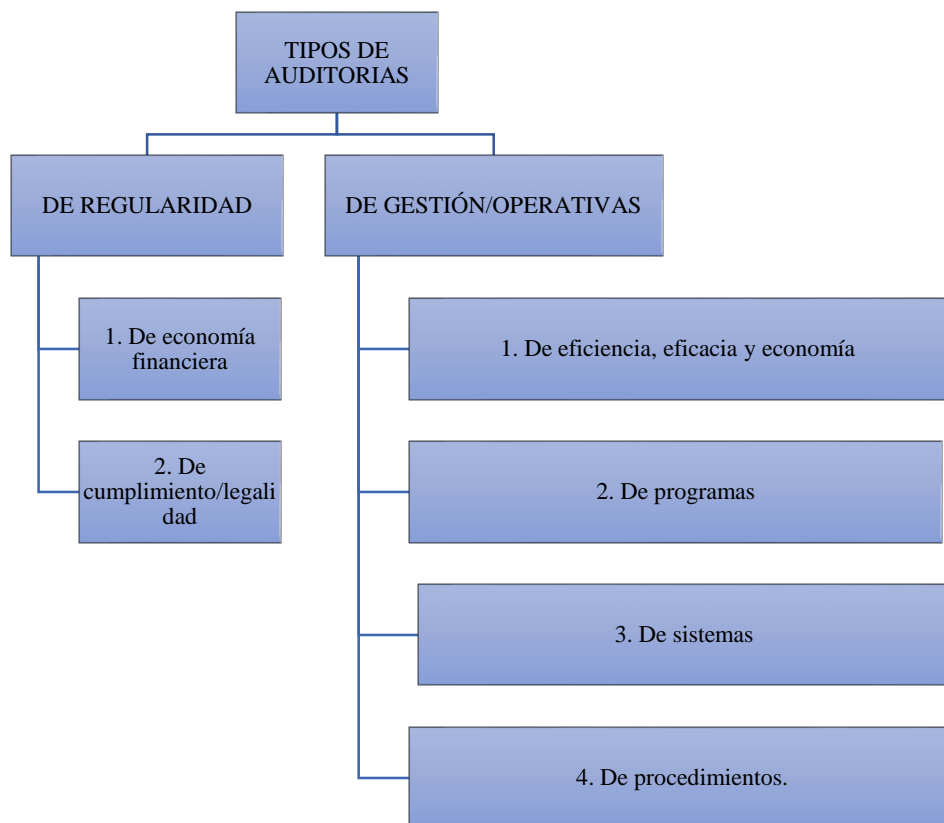 TIPOS DE
AUDITORIAS
DE REGULARIDAD
DE GESTIÓN/OPERATIVAS
1. De economía
financiera
2. De
cumplimiento/legali
dad
1. De eficiencia, eficacia y economía
2. De programas
3. De sistemas
4. De procedimientos.